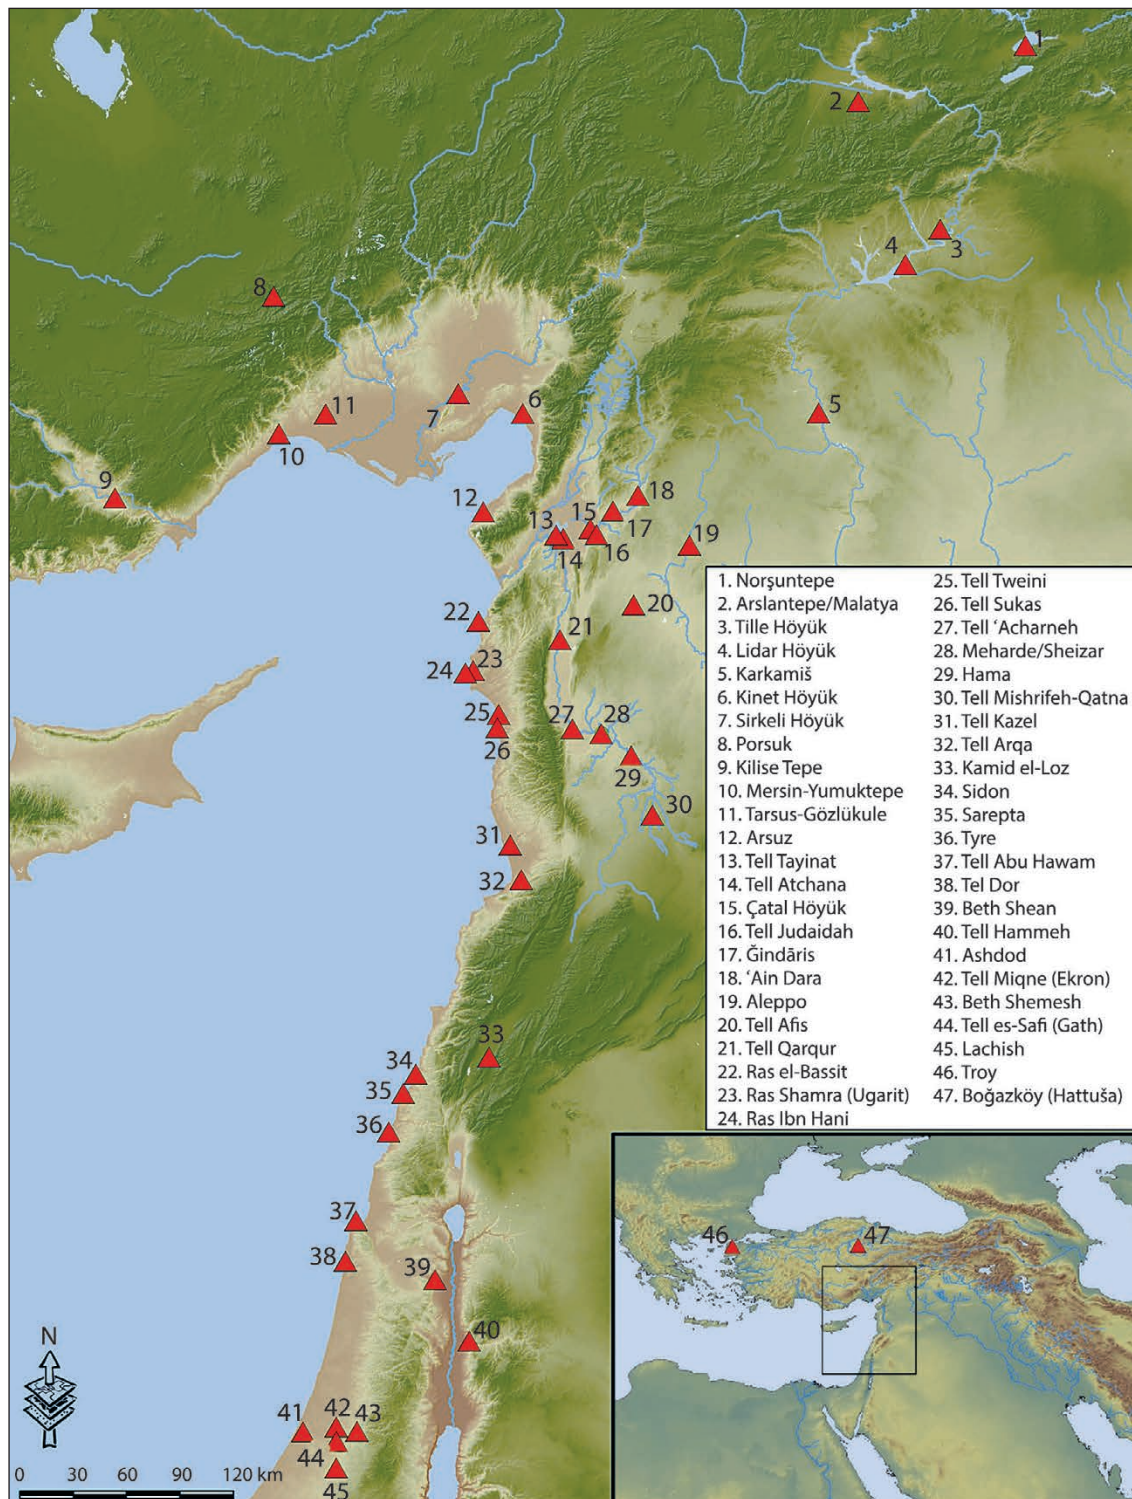 1
2
3
4
5
6
7
8
9
10
11
12
13
14
15
16
17
18
19
20
21
22
23
24
25
26
27
28
29
30
31
32
33
34
35
36
37
38
39
40
41
42
43
44
45
1. Norşuntepe
2. Arslantepe/Malatya
3. Tille Höyük
4. Lidar Höyük
5. Karkamiš
6. Kinet Höyük
7. Sirkeli Höyük
8. Porsuk
9. Kilise Tepe
10. Mersin-Yumuktepe
11. Tarsus-Gözlükule
12. Arsuz
13. Tell Tayinat
14. Tell Atchana
15. Çatal Höyük
16. Tell Judaidah
17. Ğindāris
18. ‘Ain Dara
19. Aleppo
20. Tell Afis
21. Tell Qarqur
22. Ras el-Bassit
23. Ras Shamra (Ugarit)
24. Ras Ibn Hani
25. Tell Tweini
26. Tell Sukas
27. Tell ‘Acharneh
28. Meharde/Sheizar
29. Hama
30. Tell Mishrifeh-Qatna
31. Tell Kazel
32. Tell Arqa
33. Kamid el-Loz
34. Sidon
35. Sarepta
36. Tyre
37. Tell Abu Hawam
38. Tel Dor
39. Beth Shean
40. Tell Hammeh
41. Ashdod
42. Tell Miqne (Ekron)
43. Beth Shemesh
44. Tell es-Safi (Gath)
45. Lachish
46. Troy
47. Boğazköy (Hattuša)
46
47
N
0 30 60 90 120 km